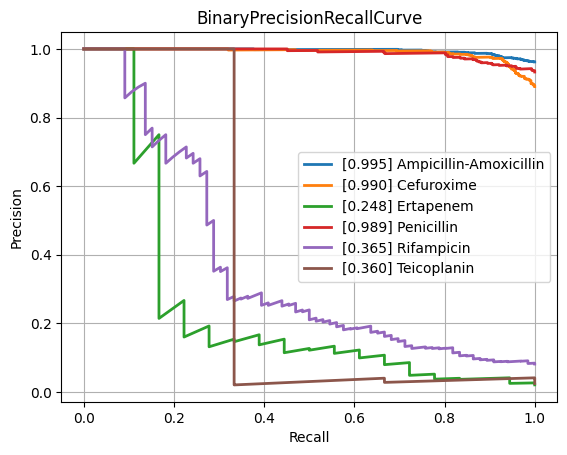 BinaryPrecisionRecallCurve
Precision
1.0
0.8
0.6
0.4
0.2
0.0
[0.995] Ampicillin-Amoxicillin
[0.990] Cefuroxime
[0.248] Ertapenem
[0.989] Penicillin
[0.365] Rifampicin
[0.360] Teicoplanin
0.0 0.2 0.4 0.6 0.8 1.0
Recall